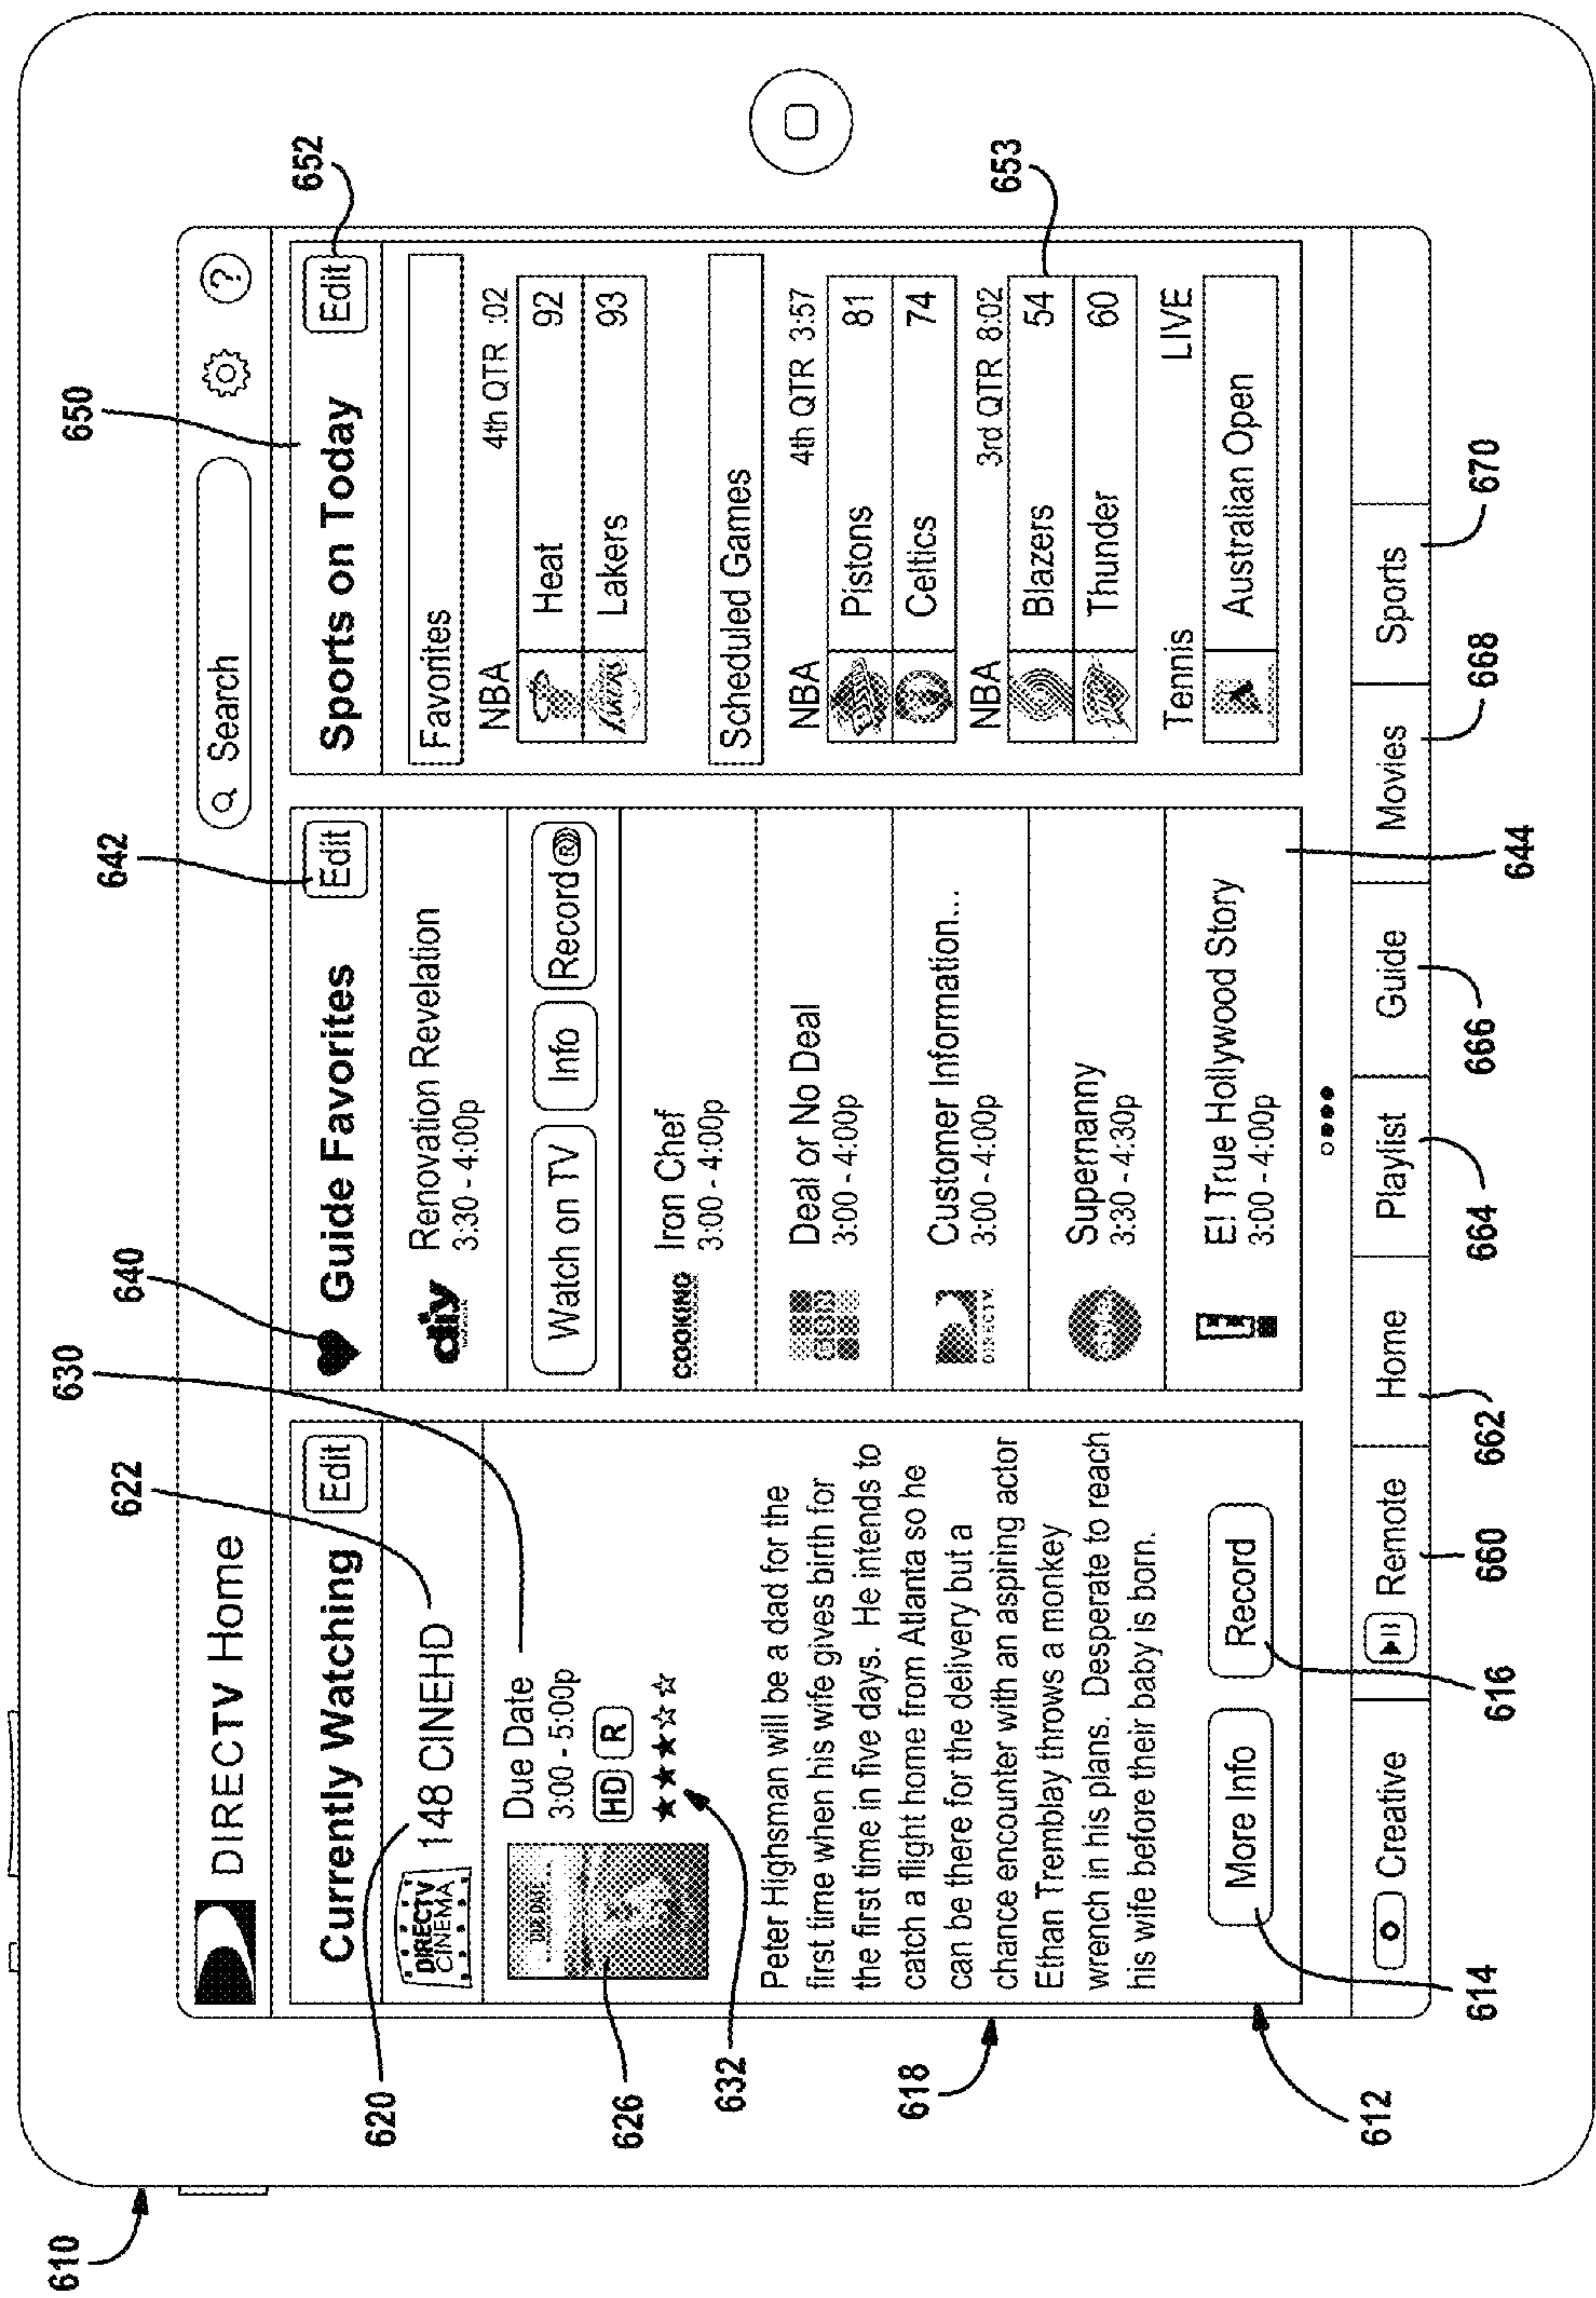 610
DIRECTV Home
Search
?
Currently Watching
Edit
622
620
DIRECTV
CINEMA
148 CINEHD
630
DUE DATE
Due Date
3:00 - 5:00p
HD R
626
632
Peter Highsman will be a dad for the
first time when his wife gives birth for
the first time in five days. He intends to
catch a flight home from Atlanta so he
can be there for the delivery but a
chance encounter with an aspiring actor
Ethan Tremblay throws a monkey
wrench in his plans. Desperate to reach
his wife before their baby is born.
618
612
More Info
Record
614
616
640
Guide Favorites
Edit
642
diy
Renovation Revelation
3:30 - 4:00p
Watch on TV
Info
Record R
COOKING
Iron Chef
3:00 - 4:00p
Deal or No Deal
3:00 - 4:00p
DIRECTV
Customer Information...
3:00 - 4:00p
Supernanny
3:30 - 4:30p
E! True Hollywood Story
3:00 - 4:00p
644
650
Sports on Today
Edit
652
Favorites
NBA 4th QTR :02
Heat 92
Lakers 93
Scheduled Games
NBA 4th QTR 3:57
Pistons 81
Celtics 74
NBA 3rd QTR 8:02
Blazers 54
Thunder 60
653
Tennis LIVE
Australian Open
Creative
Remote
Home
Playlist
Guide
Movies
Sports
660
662
664
666
668
670